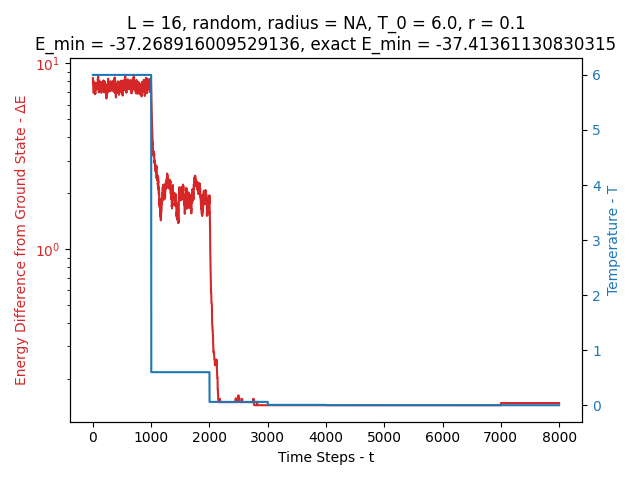 L = 16, random, radius = NA, T_0 = 6.0, r = 0.1
E_min = -37.268916009529136, exact E_min = -37.41361130830315
10^1
10^0
Energy Difference from Ground State - ΔE
6
5
4
3
2
1
0
Temperature - T
0 1000 2000 3000 4000 5000 6000 7000 8000
Time Steps - t